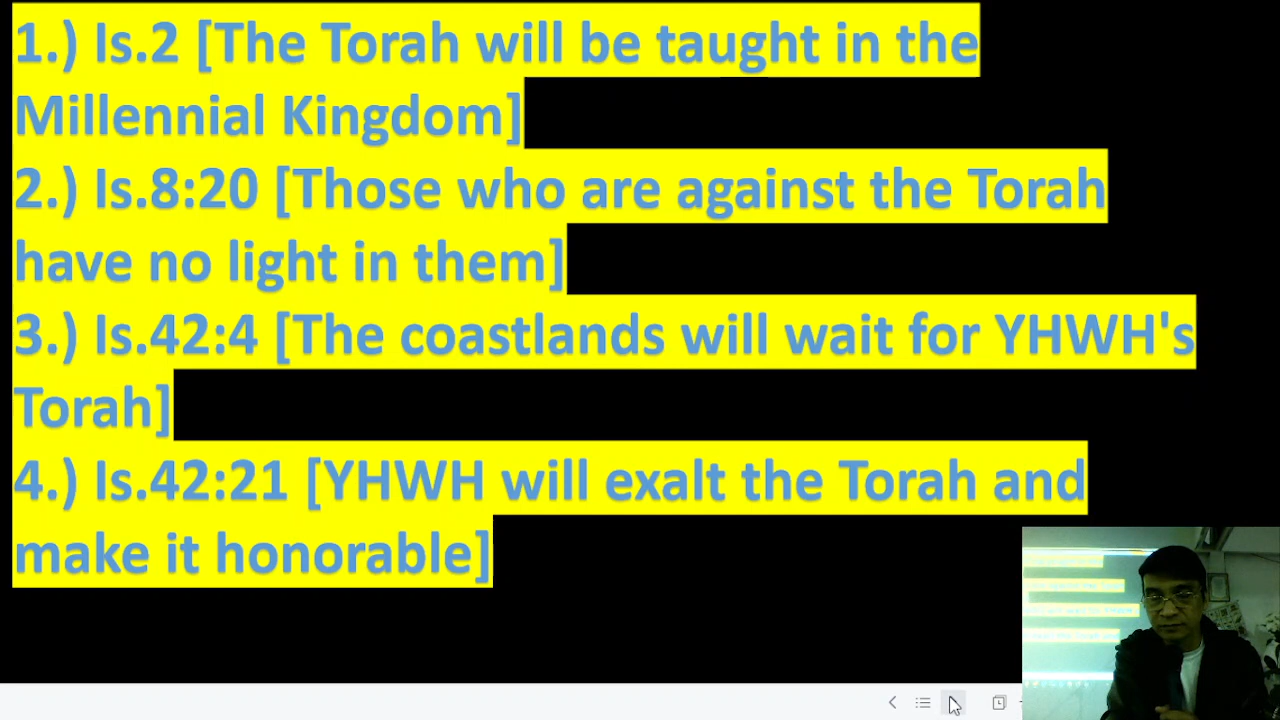 1.) Is.2 [The Torah will be taught in the
Millennial Kingdom]
2.) Is.8:20 [Those who are against the Torah
have no light in them]
3.) Is.42:4 [The coastlands will wait for YHWH's
Torah]
4.) Is.42:21 [YHWH will exalt the Torah and
make it honorable]